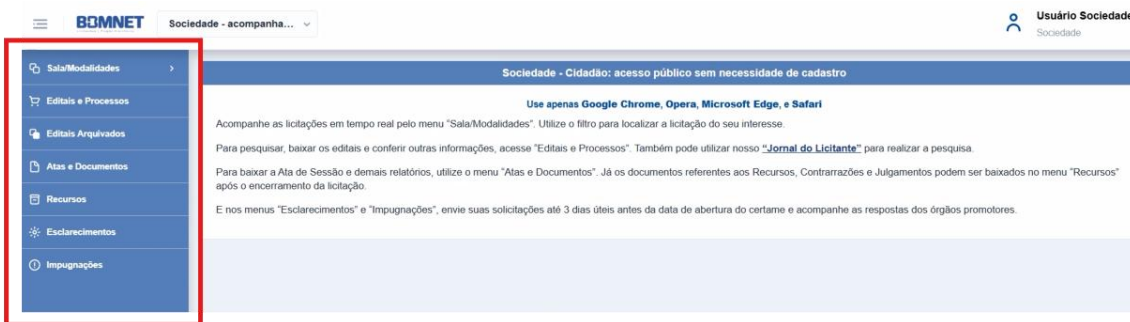 BOMNET
Sociedade - acompanha...
Usuário Sociedade
Sociedade
Sala/Modalidades
Editais e Processos
Editais Arquivados
Atas e Documentos
Recursos
Esclarecimentos
Impugnações
Sociedade - Cidadão: acesso público sem necessidade de cadastro
Use apenas Google Chrome, Opera, Microsoft Edge, e Safari
Acompanhe as licitações em tempo real pelo menu "Sala/Modalidades". Utilize o filtro para localizar a licitação do seu interesse.
Para pesquisar, baixar os editais e conferir outras informações, acesse "Editais e Processos". Também pode utilizar nosso "Jornal do Licitante" para realizar a pesquisa.
Para baixar a Ata de Sessão e demais relatórios, utilize o menu "Atas e Documentos". Já os documentos referentes aos Recursos, Contrarrazões e Julgamentos podem ser baixados no menu "Recursos"
após o encerramento da licitação.
E nos menus "Esclarecimentos" e "Impugnações", envie suas solicitações até 3 dias úteis antes da data de abertura do certame e acompanhe as respostas dos órgãos promotores.